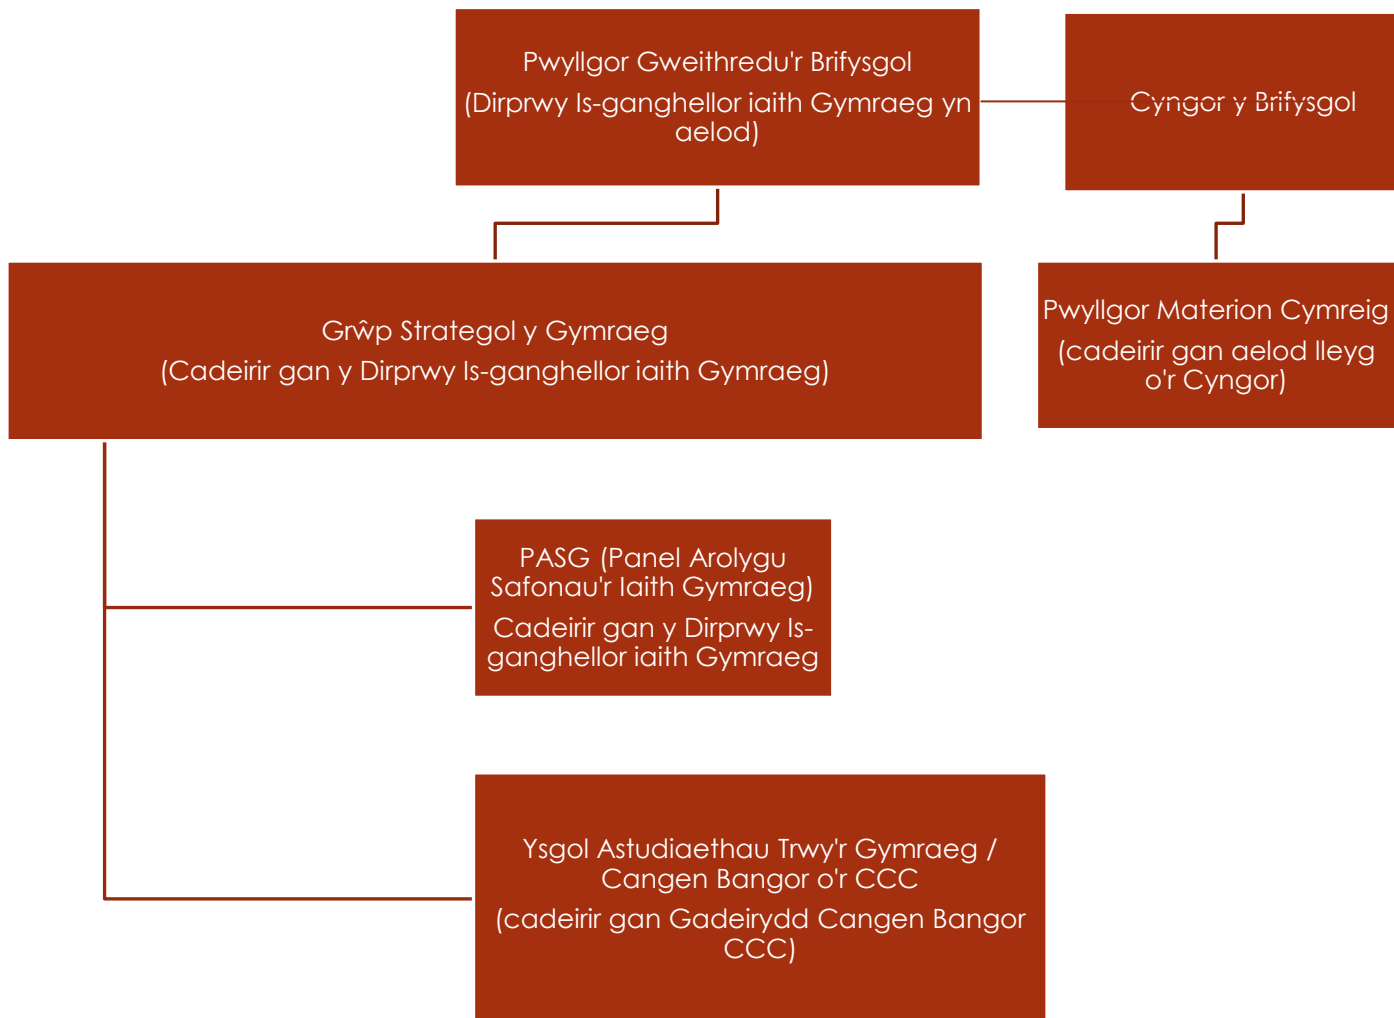 Pwyllgor Gweithredu'r Brifysgol
(Dirprwy Is-ganghellor iaith Gymraeg yn
aelod)
Cyngor y Brifysgol
Grŵp Strategol y Gymraeg
(Cadeirir gan y Dirprwy Is-ganghellor iaith Gymraeg)
Pwyllgor Materion Cymreig
(cadeirir gan aelod lleyg
o'r Cyngor)
PASG (Panel Arolygu
Safonau'r Iaith Gymraeg)
Cadeirir gan y Dirprwy Is-
ganghellor iaith Gymraeg
Ysgol Astudiaethau Trwy'r Gymraeg /
Cangen Bangor o'r CCC
(cadeirir gan Gadeirydd Cangen Bangor
CCC)